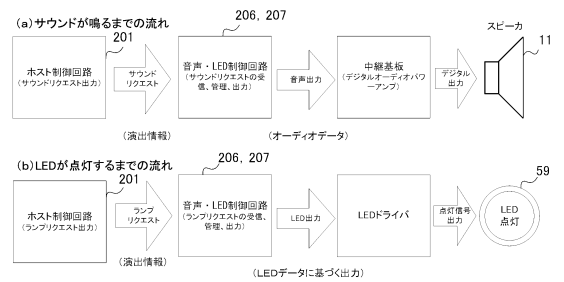 (a)サウンドが鳴るまでの流れ
201
206, 207
スピーカ
11
ホスト制御回路
(サウンドリクエスト出力)
サウンド
リクエスト
音声・LED制御回路
(サウンドリクエストの受
信、管理、出力)
音声出力
中継基板
(デジタルオーディオパワ
ーアンプ)
デジタル
出力
(演出情報)
(オーディオデータ)
(b)LEDが点灯するまでの流れ
201
206, 207
59
ホスト制御回路
(ランプリクエスト出力)
ランプ
リクエスト
音声・LED制御回路
(ランプリクエストの受信、
管理、出力)
LED出力
LEDドライバ
点灯信号
出力
LED
点灯
(演出情報)
(LEDデータに基づく出力)